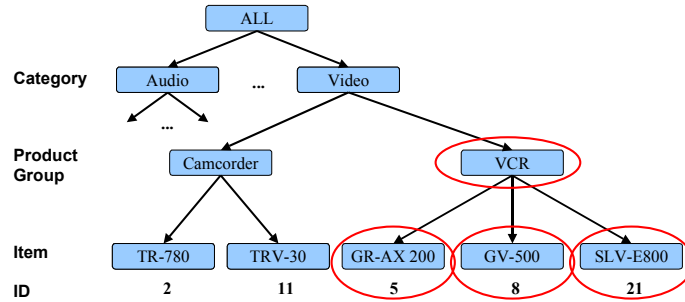 ALL
Category
Audio
...
Video
...
Product
Group
Camcorder
VCR
Item
TR-780
TRV-30
GR-AX 200
GV-500
SLV-E800
ID
2
11
5
8
21